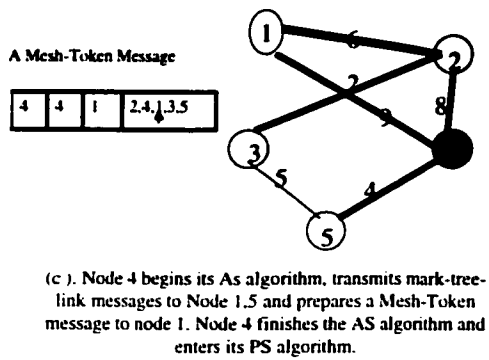 A Mesh-Token Message
4 4 1 2,4,1,3,5
1
6
2
2
8
9
3
5
4
5
(c ). Node 4 begins its As algorithm, transmits mark-tree-
link messages to Node 1,5 and prepares a Mesh-Token
message to node 1. Node 4 finishes the AS algorithm and
enters its PS algorithm.